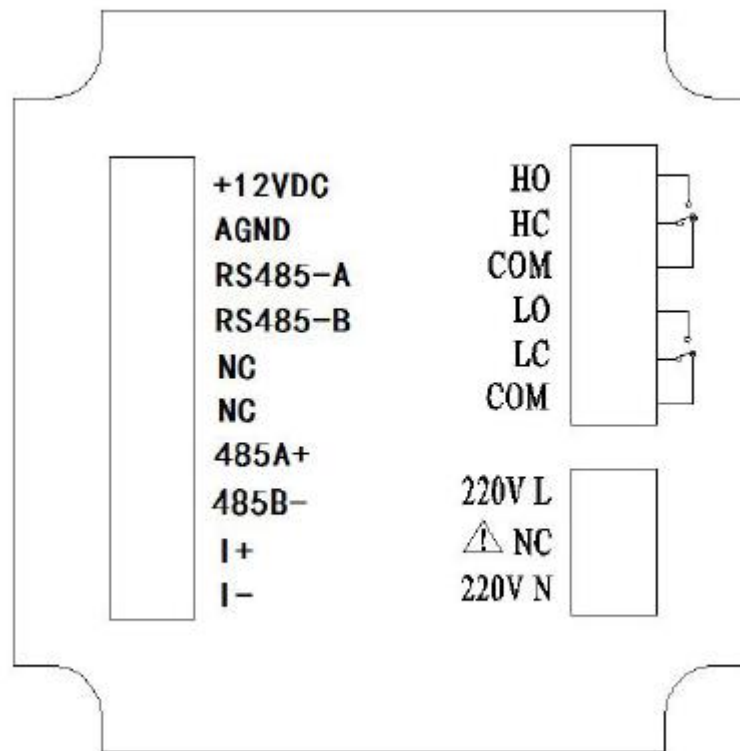 +12VDC
AGND
RS485-A
RS485-B
NC
NC
485A+
485B-
I+
I-
HO
HC
COM
LO
LC
COM
220V L
⚠ NC
220V N